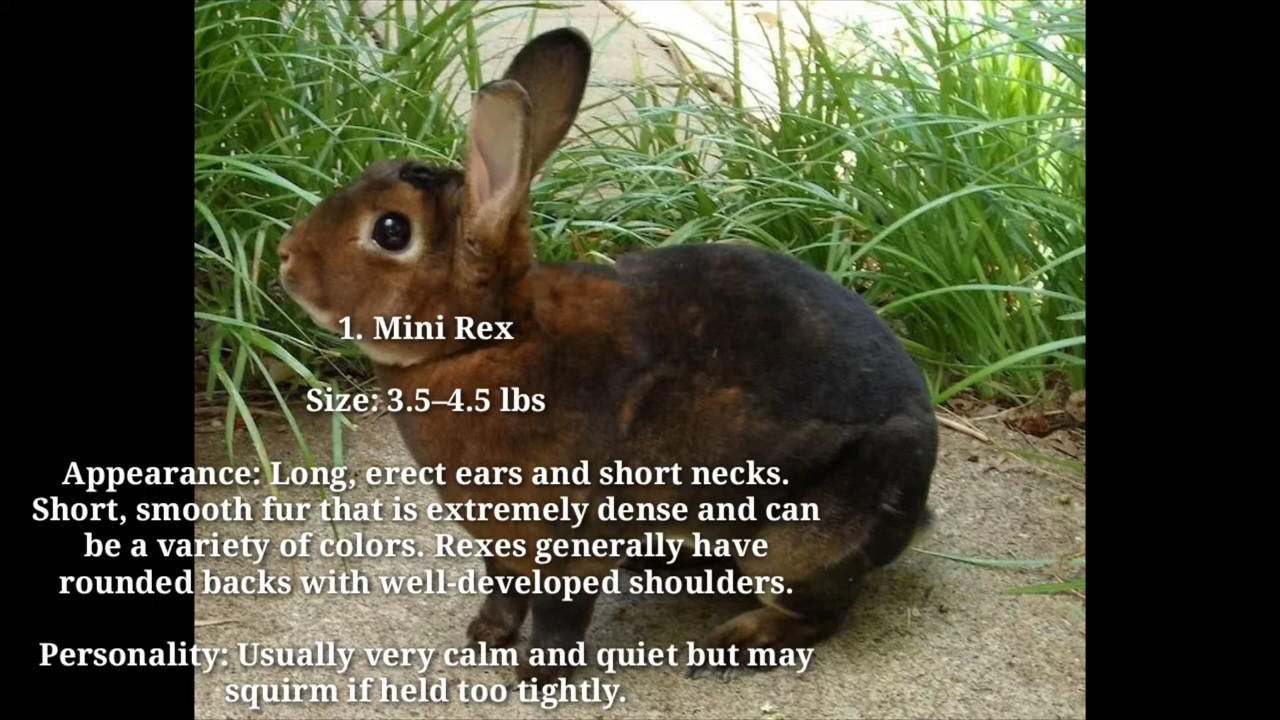 1. Mini Rex
Size: 3.5–4.5 lbs
Appearance: Long, erect ears and short necks.
Short, smooth fur that is extremely dense and can
be a variety of colors. Rexes generally have
rounded backs with well-developed shoulders.
Personality: Usually very calm and quiet but may
squirm if held too tightly.